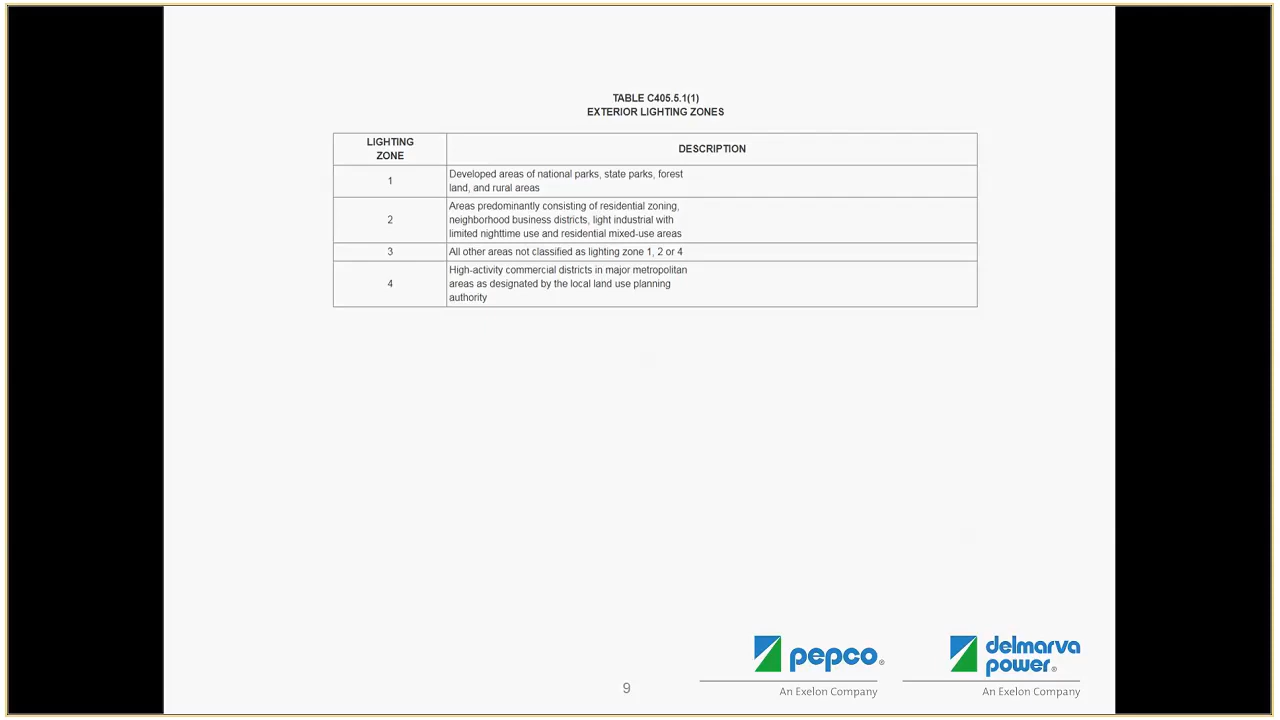 TABLE C405.5.1(1)
EXTERIOR LIGHTING ZONES
LIGHTING
ZONE
DESCRIPTION
1
Developed areas of national parks, state parks, forest
land, and rural areas
2
Areas predominantly consisting of residential zoning,
neighborhood business districts, light industrial with
limited nighttime use and residential mixed-use areas
3
All other areas not classified as lighting zone 1, 2 or 4
4
High-activity commercial districts in major metropolitan
areas as designated by the local land use planning
authority
pepco®
An Exelon Company
delmarva
power®
An Exelon Company
9